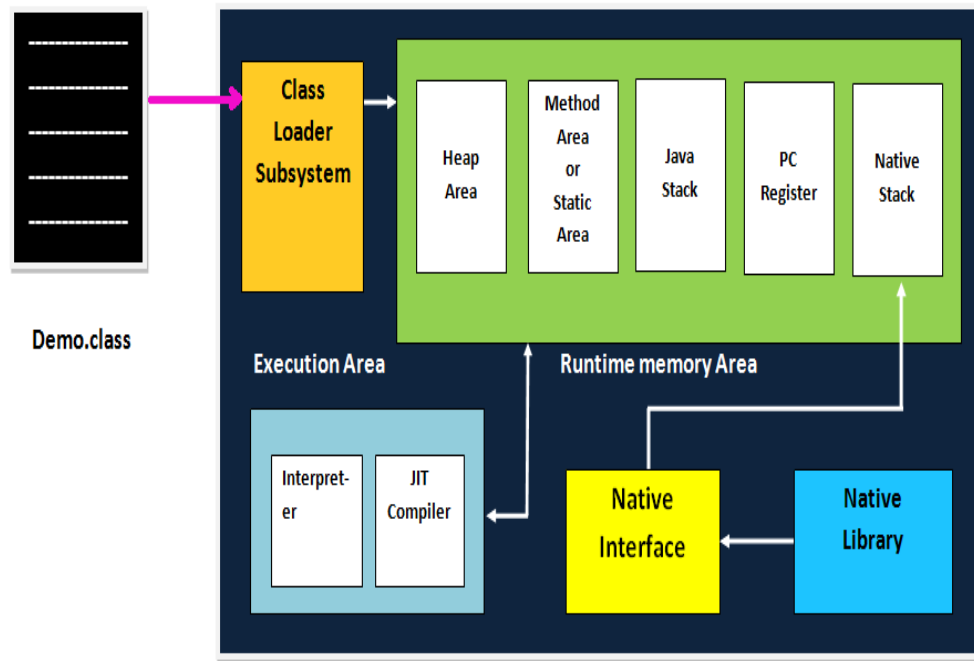 Class
Loader
Subsystem
Heap
Area
Method
Area
or
Static
Area
Java
Stack
PC
Register
Native
Stack
Demo.class
Execution Area
Runtime memory Area
Interpret-
er
JIT
Compiler
Native
Interface
Native
Library